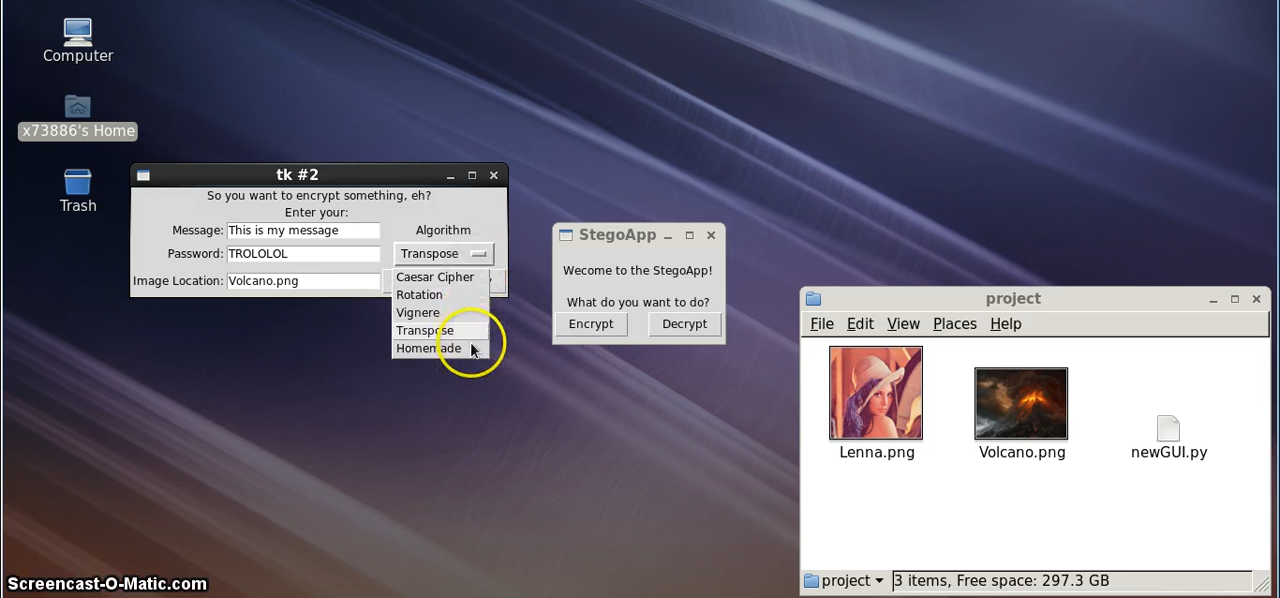 Computer
x73886's Home
Trash
tk #2
So you want to encrypt something, eh?
Enter your:
Message: This is my message
Algorithm
Password: TROLOLOL
Transpose
Image Location: Volcano.png
Caesar Cipher
Rotation
Vignere
Transpose
Homemade
StegoApp
Wecome to the StegoApp!
What do you want to do?
Encrypt
Decrypt
project
File Edit View Places Help
Lenna.png
Volcano.png
newGUI.py
project
3 items, Free space: 297.3 GB
Screencast-O-Matic.com